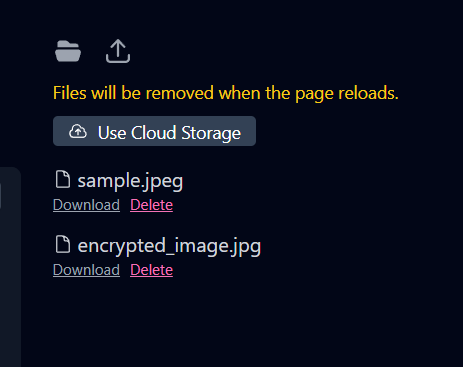 Files will be removed when the page reloads.
Use Cloud Storage
sample.jpeg
Download Delete
encrypted_image.jpg
Download Delete